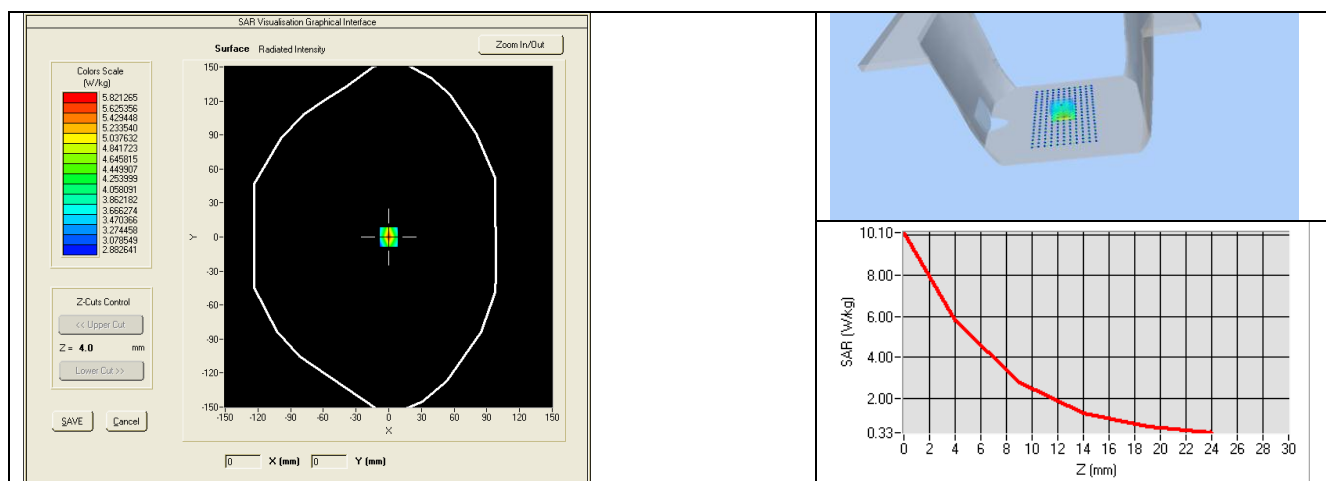 SAR Visualisation Graphical Interface
Surface Radiated Intensity
Zoom In/Out
Colors Scale
(W/kg)
5.821265
5.625356
5.429448
5.233540
5.037632
4.841723
4.645815
4.449907
4.253999
4.058091
3.862182
3.666274
3.470366
3.274458
3.078549
2.882641
Z-Cuts Control
<< Upper Cut
Z = 4.0 mm
Lower Cut >>
SAVE Cancel
150-
120-
90-
60-
30-
0-
-30-
-60-
-90-
-120-
-150-
Y
-150 -120 -90 -60 -30 0 30 60 90 120 150
X
0 X (mm) 0 Y (mm)
10.10-
8.00-
6.00-
4.00-
2.00-
0.33-
SAR (W/kg)
0 2 4 6 8 10 12 14 16 18 20 22 24 26 28 30
Z (mm)